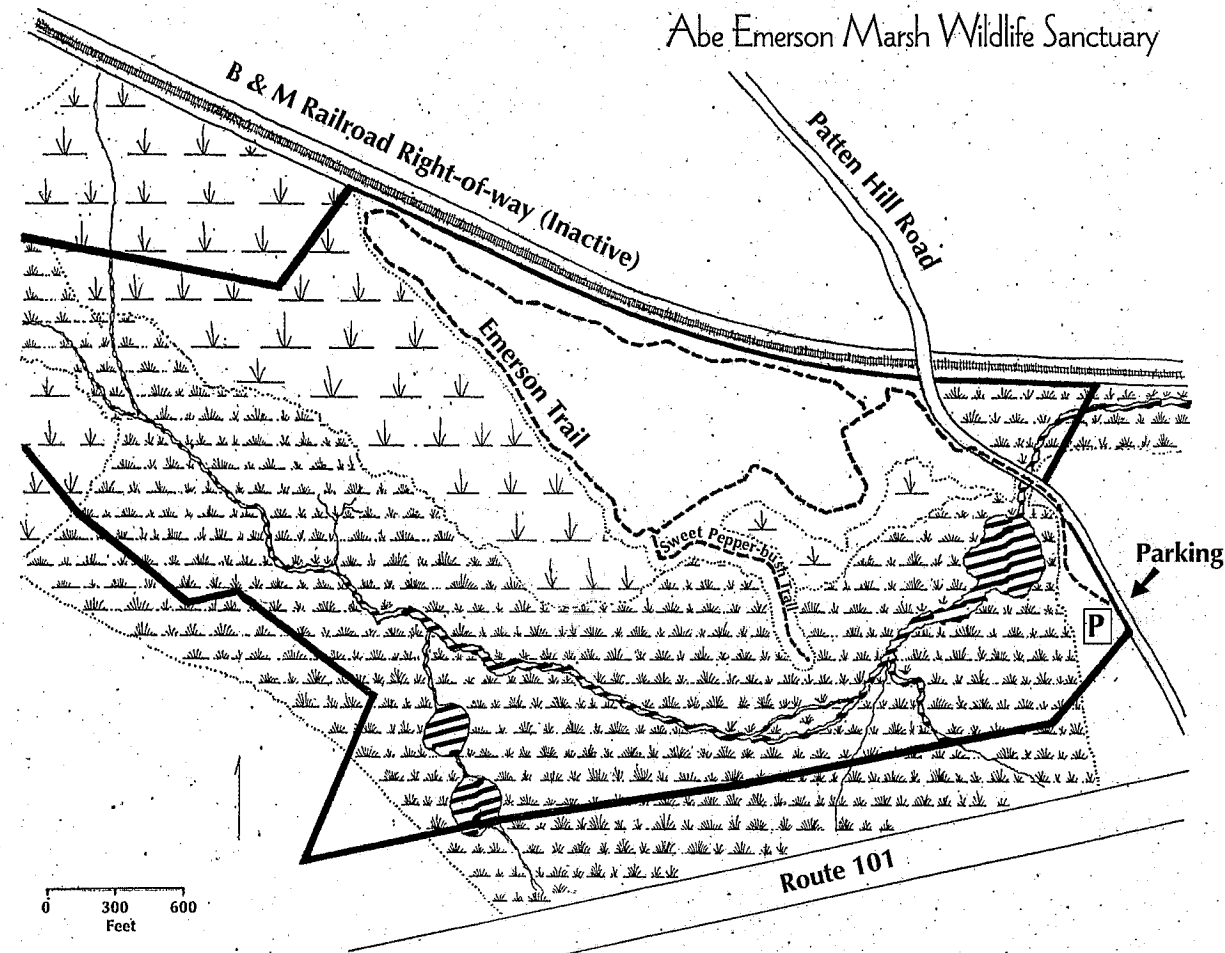 Abe Emerson Marsh Wildlife Sanctuary
B & M Railroad Right-of-way (Inactive)
Patten Hill Road
Emerson Trail
Sweet Pepper-bush Trail
Parking
P
Route 101
0 300 600
Feet